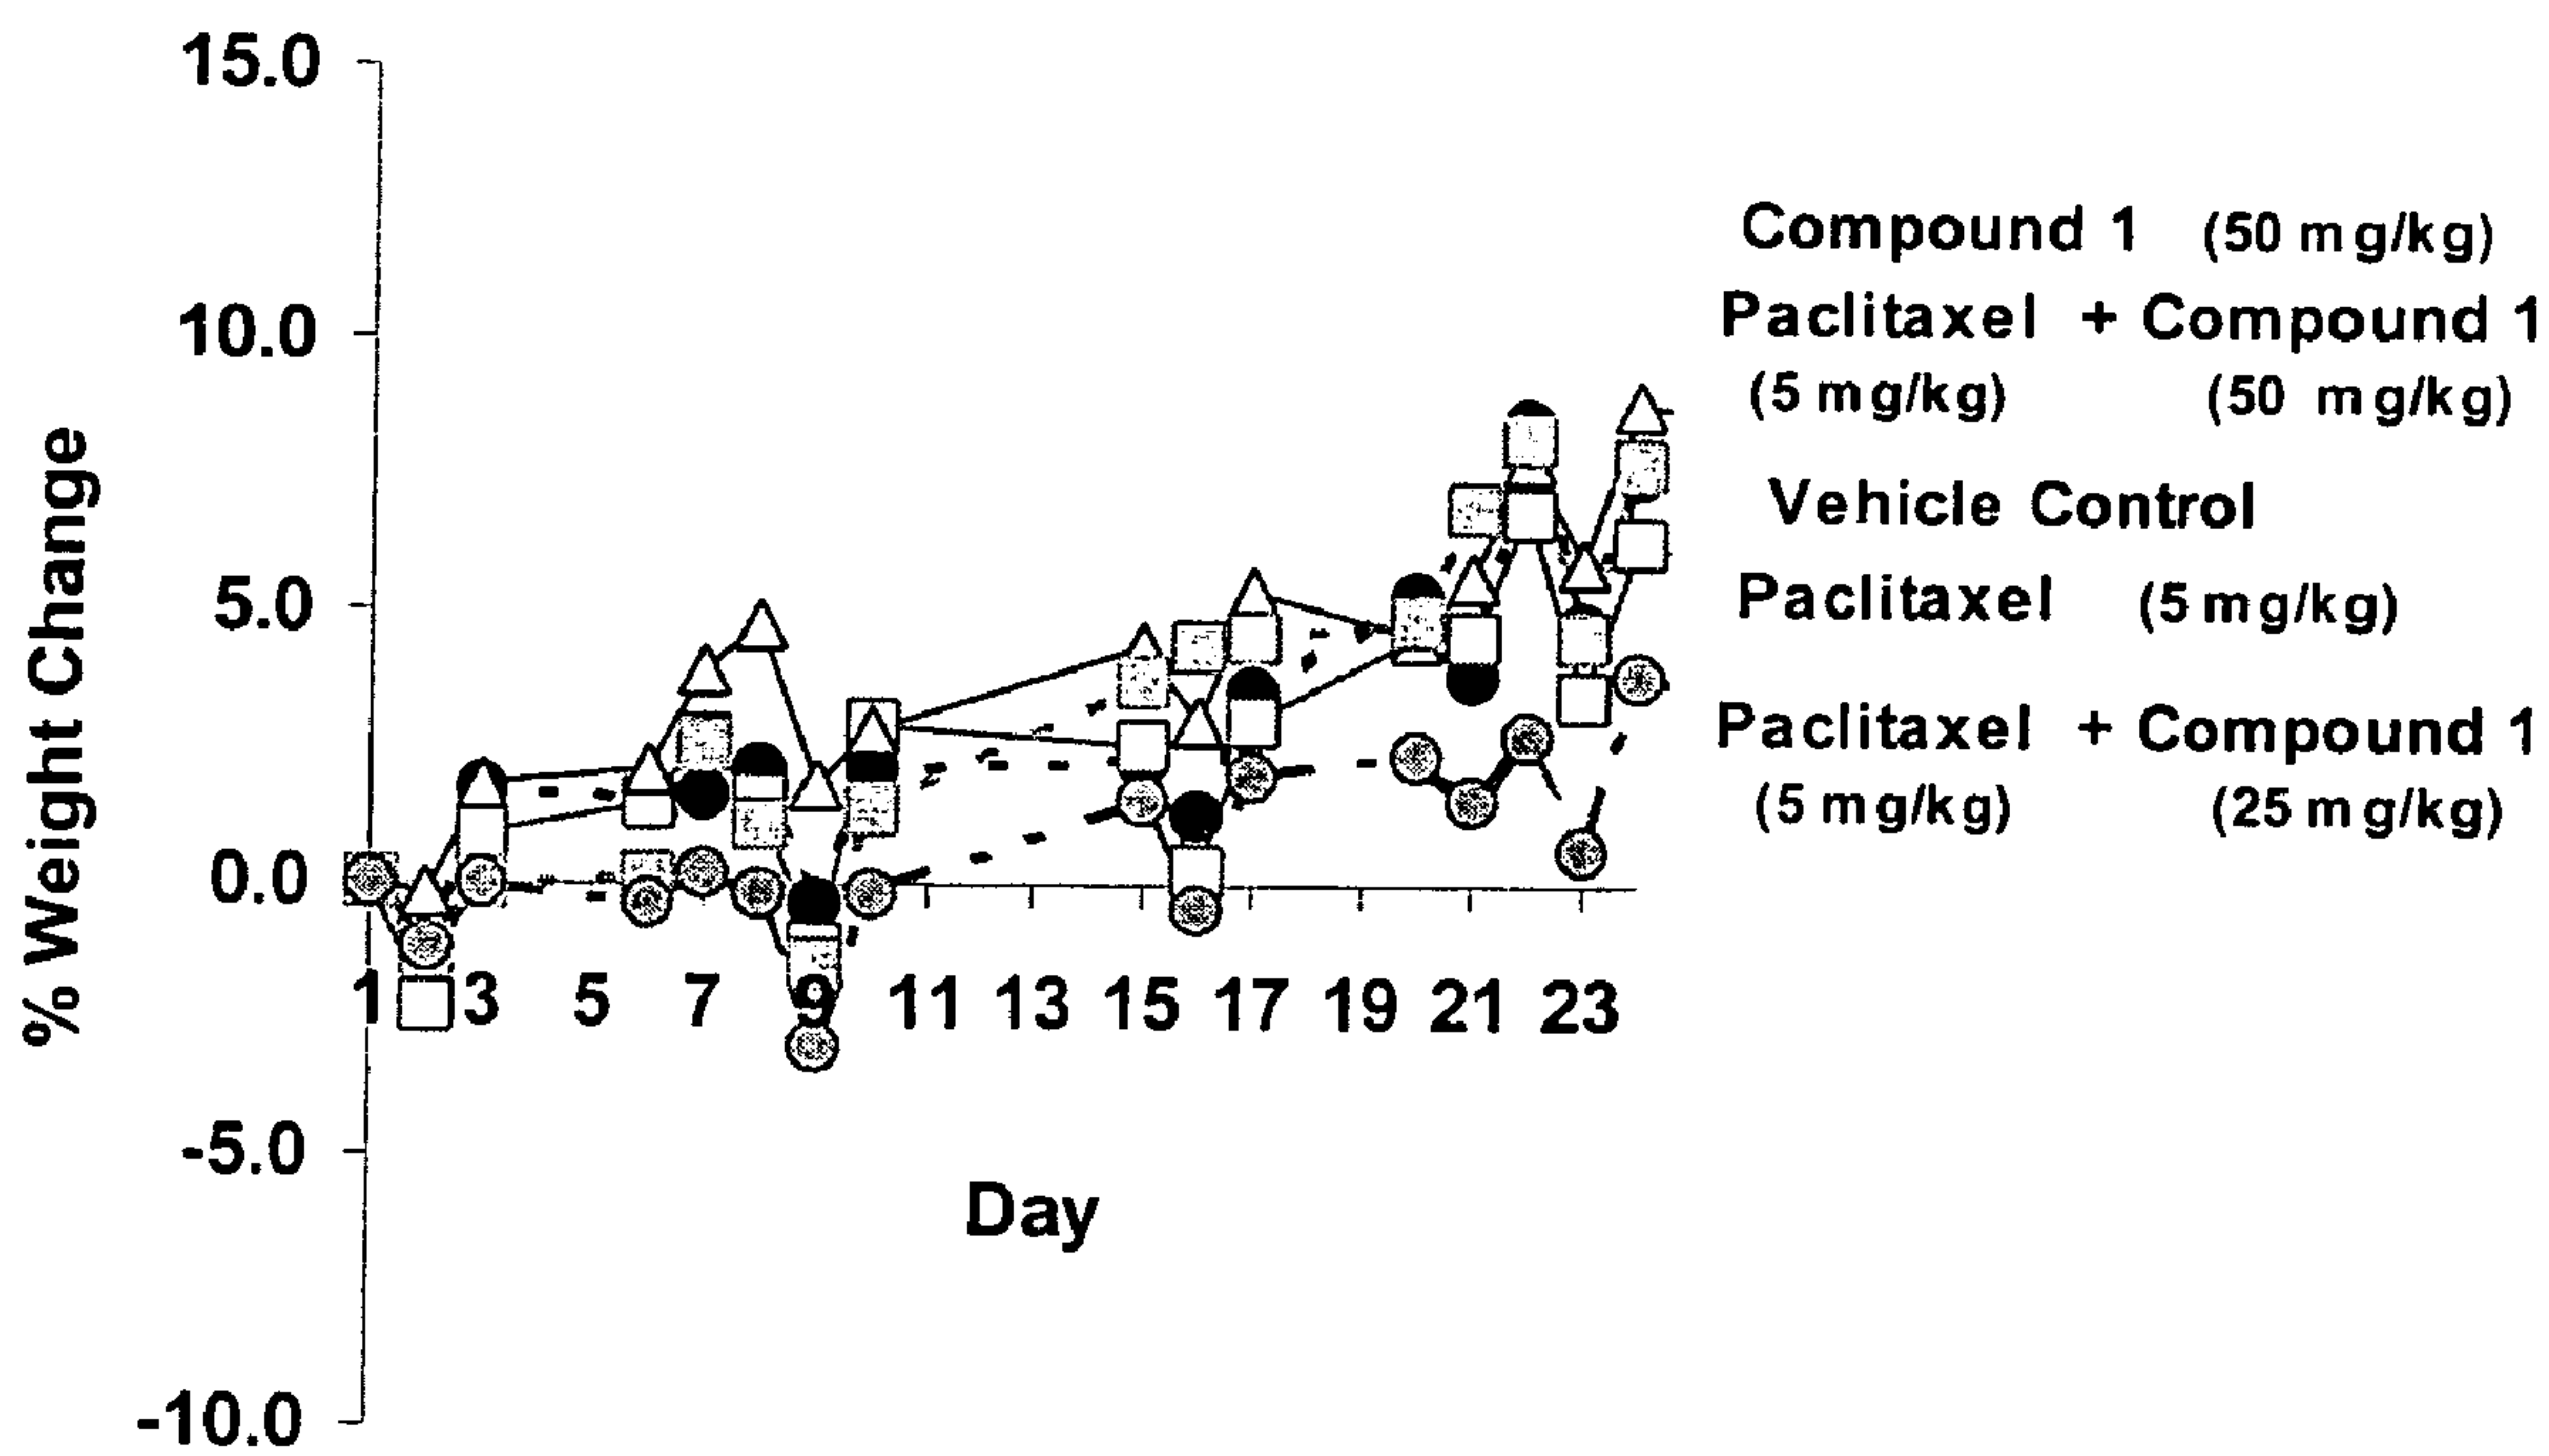 15.0
10.0
5.0
0.0
-5.0
-10.0
% Weight Change
1 3 5 7 9 11 13 15 17 19 21 23
Day
Compound 1 (50 mg/kg)
Paclitaxel + Compound 1
(5 mg/kg) (50 mg/kg)
Vehicle Control
Paclitaxel (5 mg/kg)
Paclitaxel + Compound 1
(5 mg/kg) (25 mg/kg)